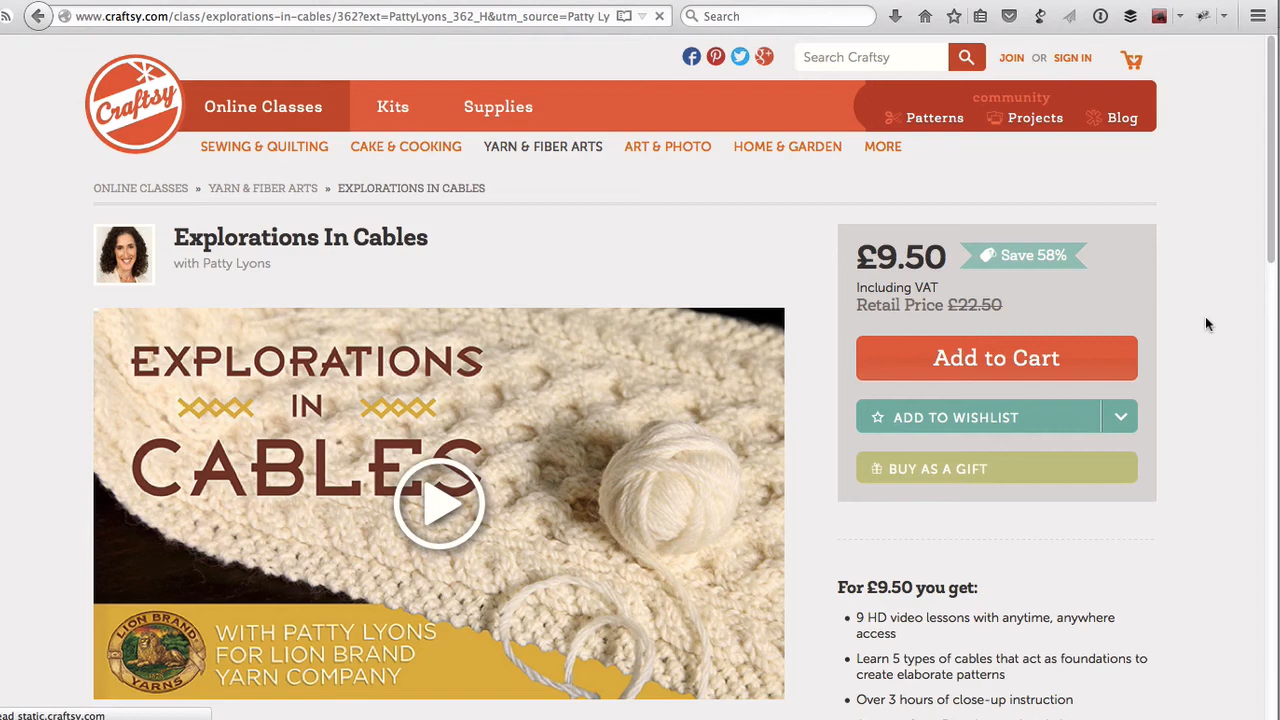 www.craftsy.com/class/explorations-in-cables/362?ext=PattyLyons_362_H&utm_source=Patty Ly
Search
Search Craftsy
JOIN OR SIGN IN
Craftsy
Online Classes
Kits
Supplies
community
Patterns
Projects
Blog
SEWING & QUILTING
CAKE & COOKING
YARN & FIBER ARTS
ART & PHOTO
HOME & GARDEN
MORE
ONLINE CLASSES » YARN & FIBER ARTS » EXPLORATIONS IN CABLES
Explorations In Cables
with Patty Lyons
£9.50
Save 58%
Including VAT
Retail Price £22.50
Add to Cart
ADD TO WISHLIST
BUY AS A GIFT
EXPLORATIONS
IN
CABLES
LION BRAND
YARNS
WITH PATTY LYONS
FOR LION BRAND
YARN COMPANY
For £9.50 you get:
• 9 HD video lessons with anytime, anywhere
access
• Learn 5 types of cables that act as foundations to
create elaborate patterns
• Over 3 hours of close-up instruction
ead static.craftsy.com